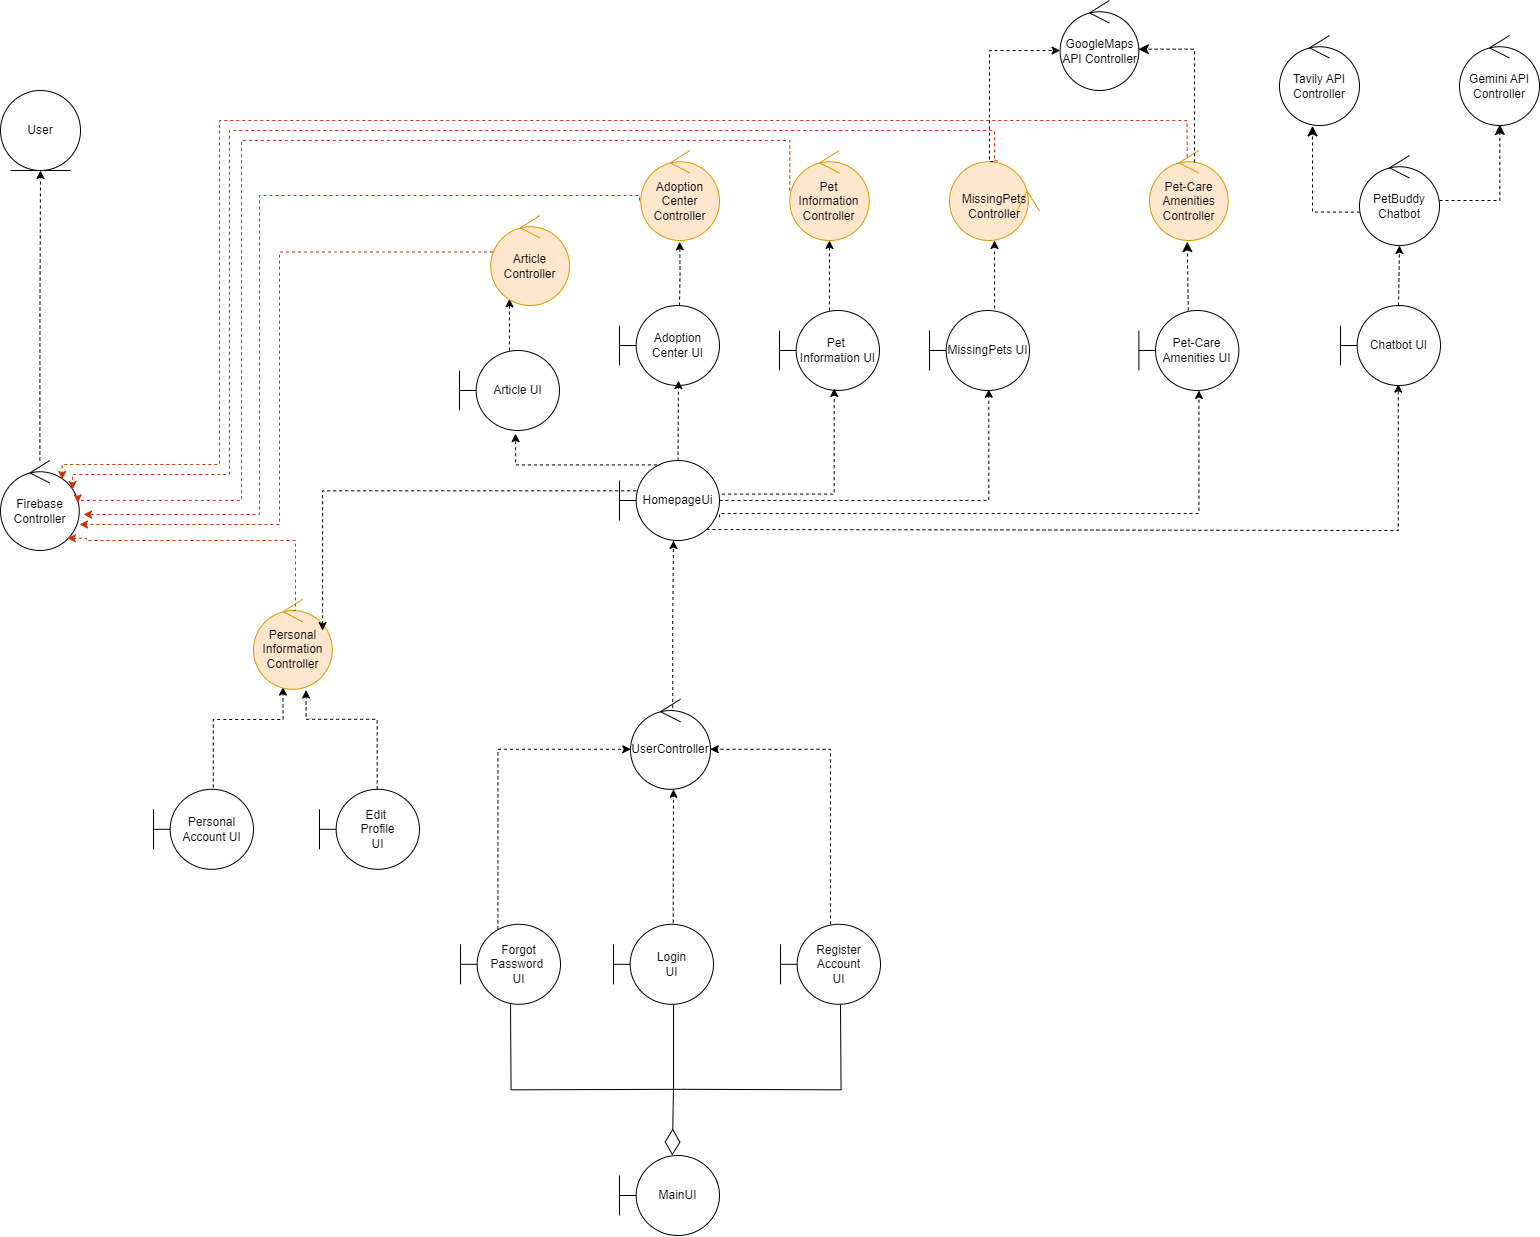 GoogleMaps
API Controller
Tavily API
Controller
Gemini API
Controller
User
Adoption
Center
Controller
Pet
Information
Controller
MissingPets
Controller
Pet-Care
Amenities
Controller
PetBuddy
Chatbot
Article
Controller
Adoption
Center UI
Pet
Information UI
MissingPets UI
Pet-Care
Amenities UI
Chatbot UI
Article UI
Firebase
Controller
HomepageUi
Personal
Information
Controller
UserController
Personal
Account UI
Edit
Profile
UI
Forgot
Password
UI
Login
UI
Register
Account
UI
MainUI